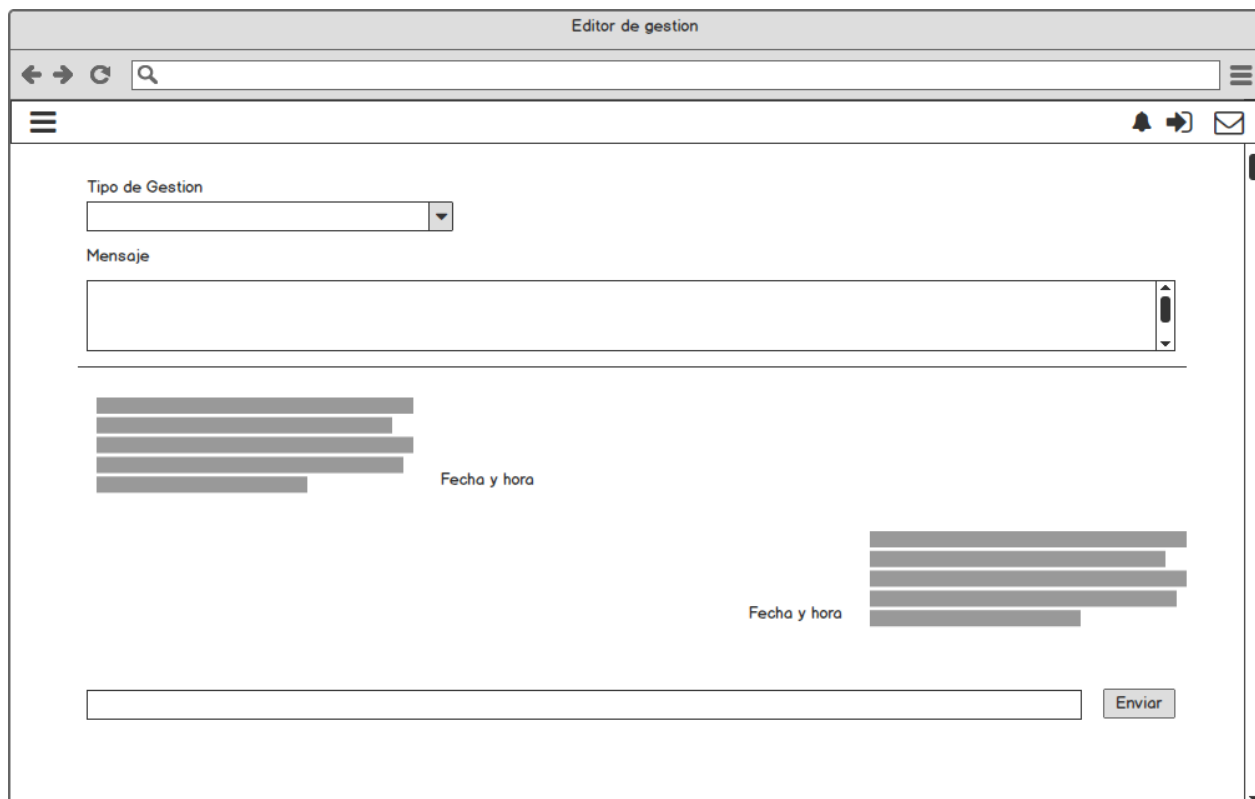 Editor de gestion
Tipo de Gestion
Mensaje
Fecha y hora
Fecha y hora
Enviar